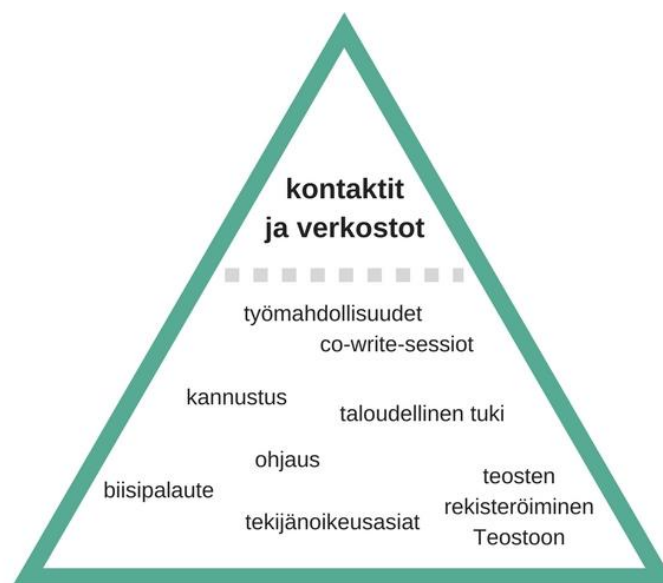 kontaktit
ja verkostot
työmahdollisuudet
co-write-sessiot
kannustus
taloudellinen tuki
ohjaus
biisipalaute
teosten
rekisteröiminen
Teostoon
tekijänoikeusasiat